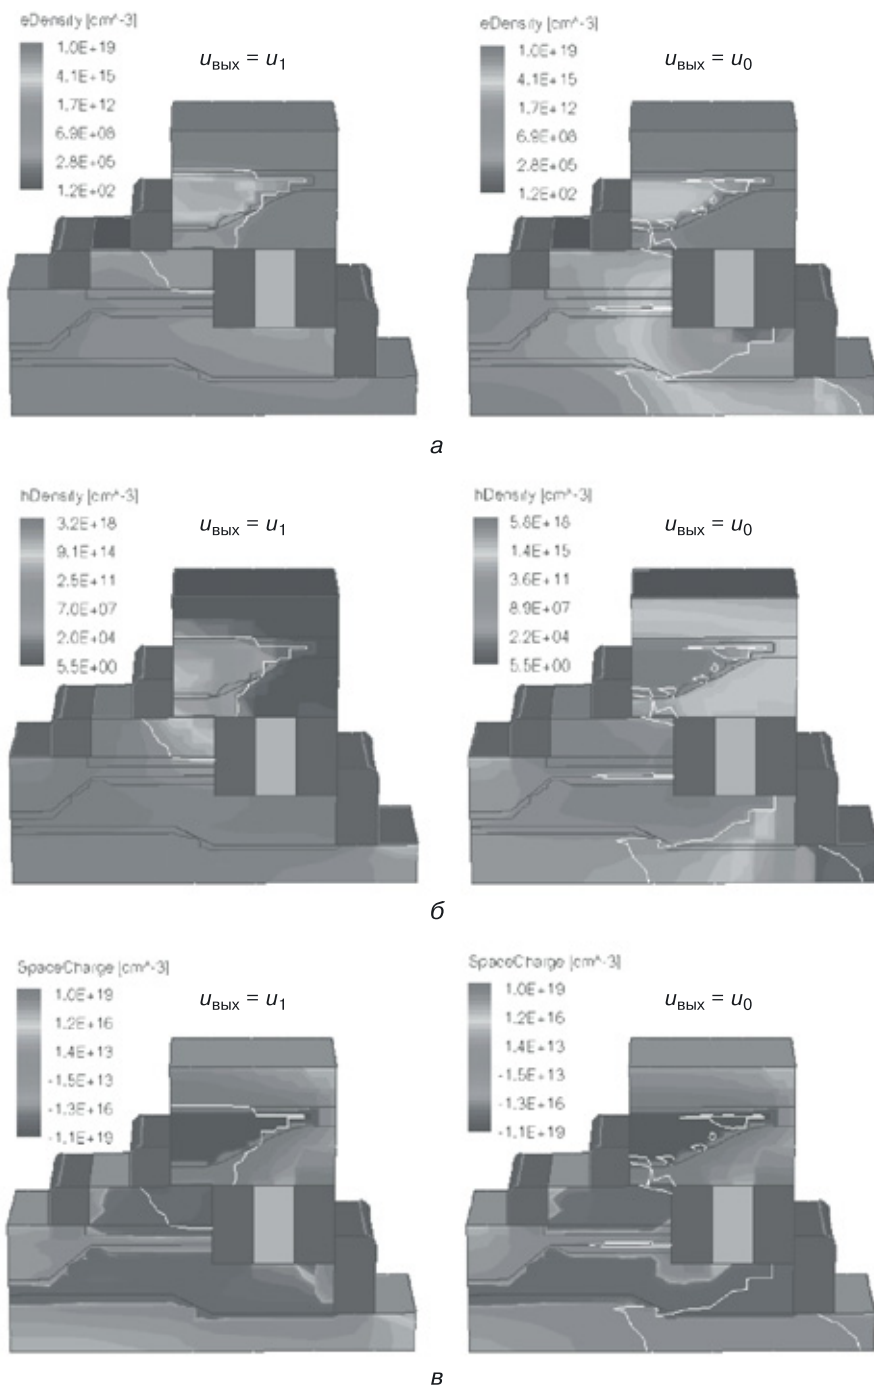 eDensity [cm^-3]
1.0E+19
4.1E+15
1.7E+12
6.9E+08
2.8E+05
1.2E+02
uвых = u1
eDensity [cm^-3]
1.0E+19
4.1E+15
1.7E+12
6.9E+08
2.8E+05
1.2E+02
uвых = u0
а
hDensity [cm^-3]
3.2E+18
9.1E+14
2.5E+11
7.0E+07
2.0E+04
5.5E+00
uвых = u1
hDensity [cm^-3]
5.8E+18
1.4E+15
3.6E+11
8.9E+07
2.2E+04
5.5E+00
uвых = u0
б
SpaceCharge [cm^-3]
1.0E+19
1.2E+16
1.4E+13
-1.5E+13
-1.3E+16
-1.1E+19
uвых = u1
SpaceCharge [cm^-3]
1.0E+19
1.2E+16
1.4E+13
-1.5E+13
-1.3E+16
-1.1E+19
uвых = u0
в